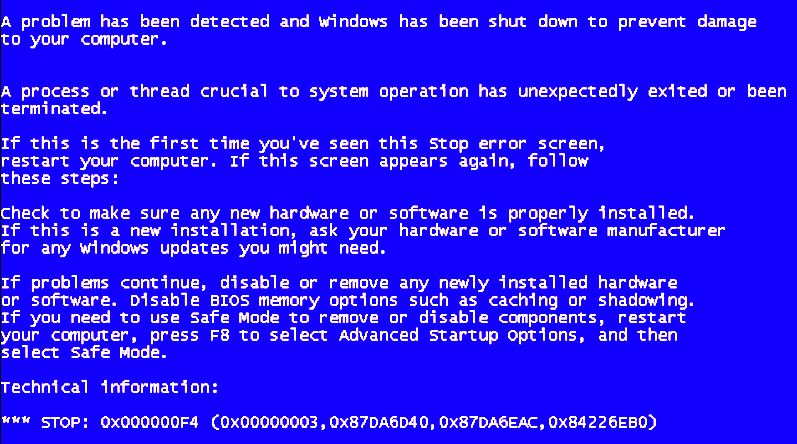 A problem has been detected and Windows has been shut down to prevent damage
to your computer.
A process or thread crucial to system operation has unexpectedly exited or been
terminated.
If this is the first time you've seen this Stop error screen,
restart your computer. If this screen appears again, follow
these steps:
Check to make sure any new hardware or software is properly installed.
If this is a new installation, ask your hardware or software manufacturer
for any Windows updates you might need.
If problems continue, disable or remove any newly installed hardware
or software. Disable BIOS memory options such as caching or shadowing.
If you need to use Safe Mode to remove or disable components, restart
your computer, press F8 to select Advanced Startup Options, and then
select Safe Mode.
Technical information:
*** STOP: 0x000000F4 (0x00000003,0x87DA6D40,0x87DA6EAC,0x84226EB0)